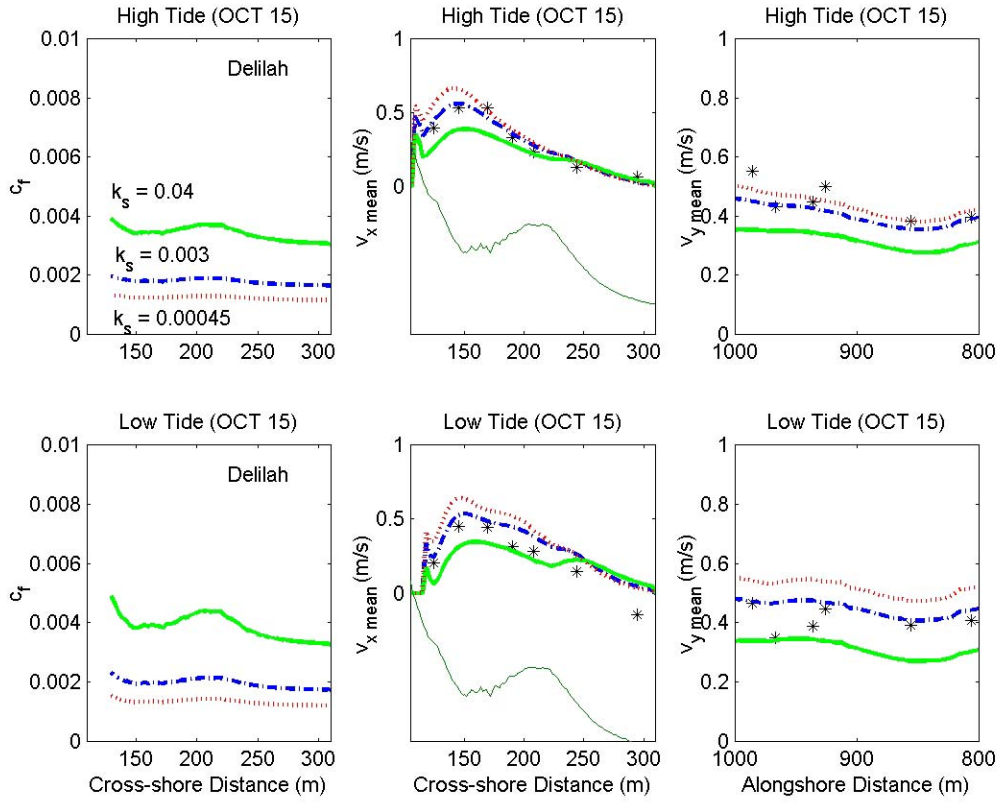 High Tide (OCT 15)
High Tide (OCT 15)
High Tide (OCT 15)
0.01
0.008
0.006
0.004
0.002
0
c_f
Delilah
k_s = 0.04
k_s = 0.003
k_s = 0.00045
150
200
250
300
1
0.5
0
v_x mean (m/s)
150
200
250
300
1
0.8
0.6
0.4
0.2
0
v_y mean (m/s)
1000
900
800
Low Tide (OCT 15)
Low Tide (OCT 15)
Low Tide (OCT 15)
0.01
0.008
0.006
0.004
0.002
0
c_f
Delilah
150
200
250
300
Cross-shore Distance (m)
1
0.5
0
v_x mean (m/s)
150
200
250
300
Cross-shore Distance (m)
1
0.8
0.6
0.4
0.2
0
v_y mean (m/s)
1000
900
800
Alongshore Distance (m)